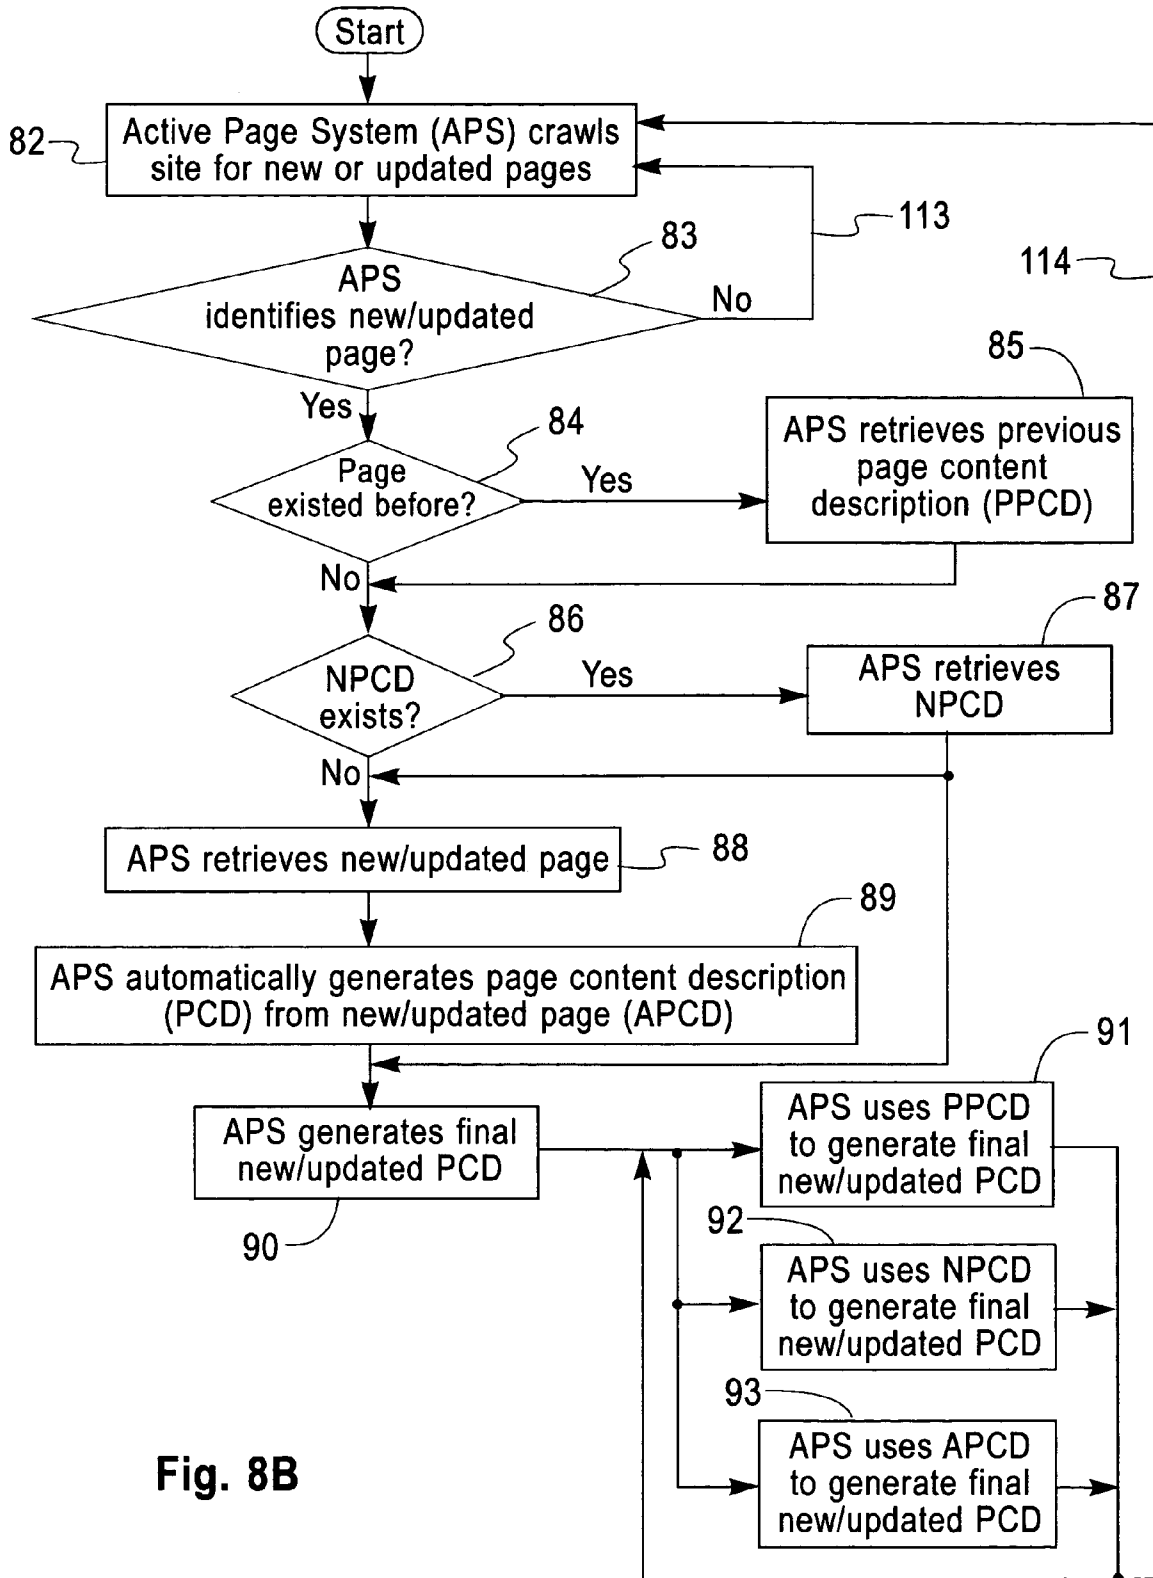 Start
82
Active Page System (APS) crawls
site for new or updated pages
113
83
114
APS
identifies new/updated
page?
No
Yes
85
84
APS retrieves previous
page content
description (PPCD)
Page
existed before?
Yes
No
87
86
APS retrieves
NPCD
NPCD
exists?
Yes
No
APS retrieves new/updated page
88
89
APS automatically generates page content description
(PCD) from new/updated page (APCD)
91
APS generates final
new/updated PCD
90
APS uses PPCD
to generate final
new/updated PCD
92
APS uses NPCD
to generate final
new/updated PCD
93
APS uses APCD
to generate final
new/updated PCD
Fig. 8B